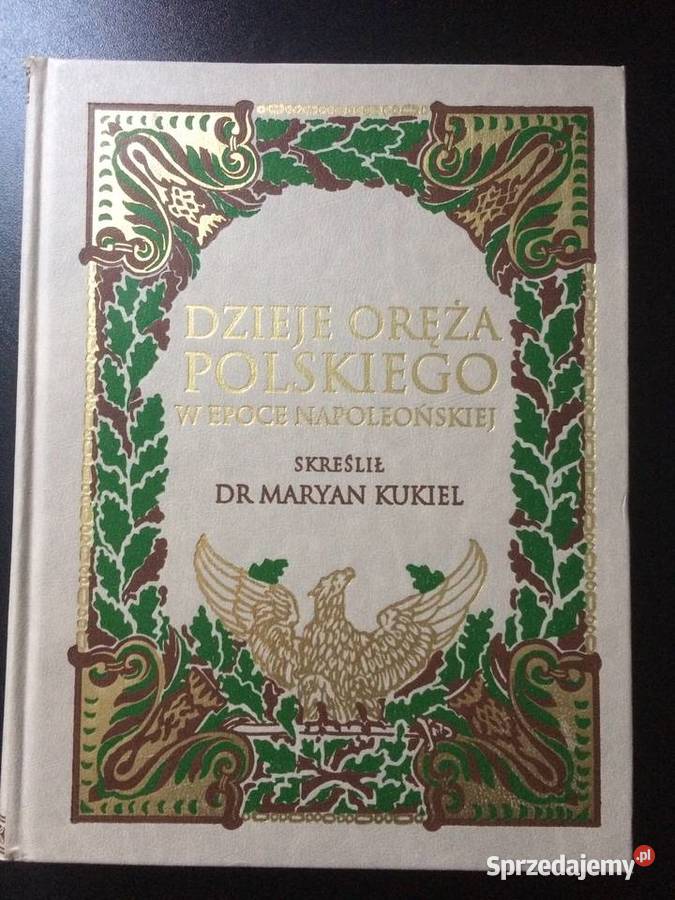 DZIEJE ORĘŻA
POLSKIEGO
W EPOCE NAPOLEOŃSKIEJ
SKREŚLIŁ
DR MARYAN KUKIEL
Sprzedajemy.pl